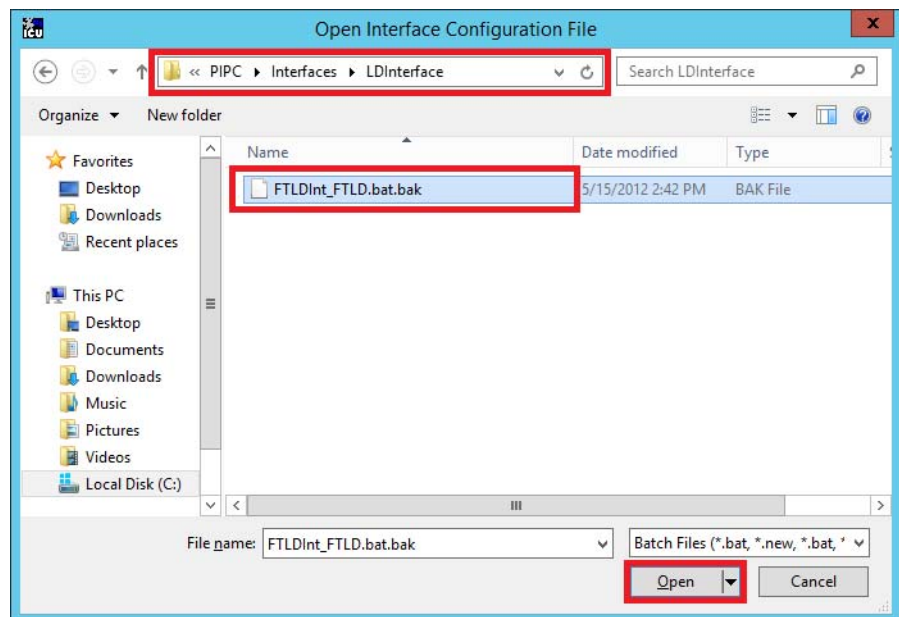 ICU
Open Interface Configuration File
x
« PIPC Interfaces LDInterface
Search LDInterface
Organize New folder
Name Date modified Type S
Favorites
Desktop
Downloads
Recent places
This PC
Desktop
Documents
Downloads
Music
Pictures
Videos
Local Disk (C:)
FTLDInt_FTLD.bat.bak 5/15/2012 2:42 PM BAK File
File name: FTLDInt_FTLD.bat.bak Batch Files (*.bat, *.new, *.bat, *
Open Cancel